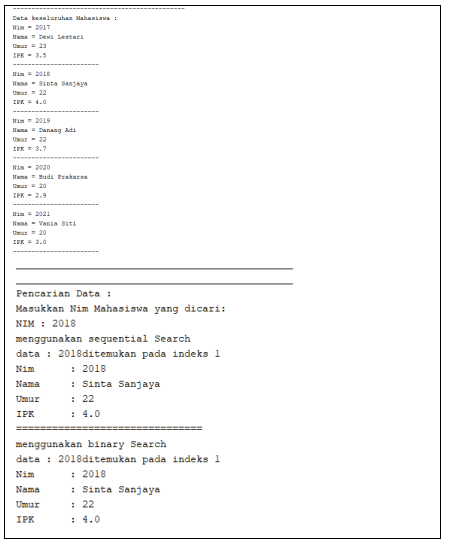 ------------------------------------------------
Data keseluruhan Mahasiswa :
Nim = 2017
Nama = Dewi Lestari
Umur = 23
IPK = 3.5
------------------------
Nim = 2018
Nama = Sinta Sanjaya
Umur = 22
IPK = 4.0
------------------------
Nim = 2019
Nama = Danang Adi
Umur = 22
IPK = 3.7
------------------------
Nim = 2020
Nama = Budi Prakarsa
Umur = 20
IPK = 2.9
------------------------
Nim = 2021
Nama = Vania Siti
Umur = 20
IPK = 3.0
------------------------
Pencarian Data :
Masukkan Nim Mahasiswa yang dicari:
NIM : 2018
menggunakan sequential Search
data : 2018ditemukan pada indeks 1
Nim : 2018
Nama : Sinta Sanjaya
Umur : 22
IPK : 4.0
===============================
menggunakan binary Search
data : 2018ditemukan pada indeks 1
Nim : 2018
Nama : Sinta Sanjaya
Umur : 22
IPK : 4.0